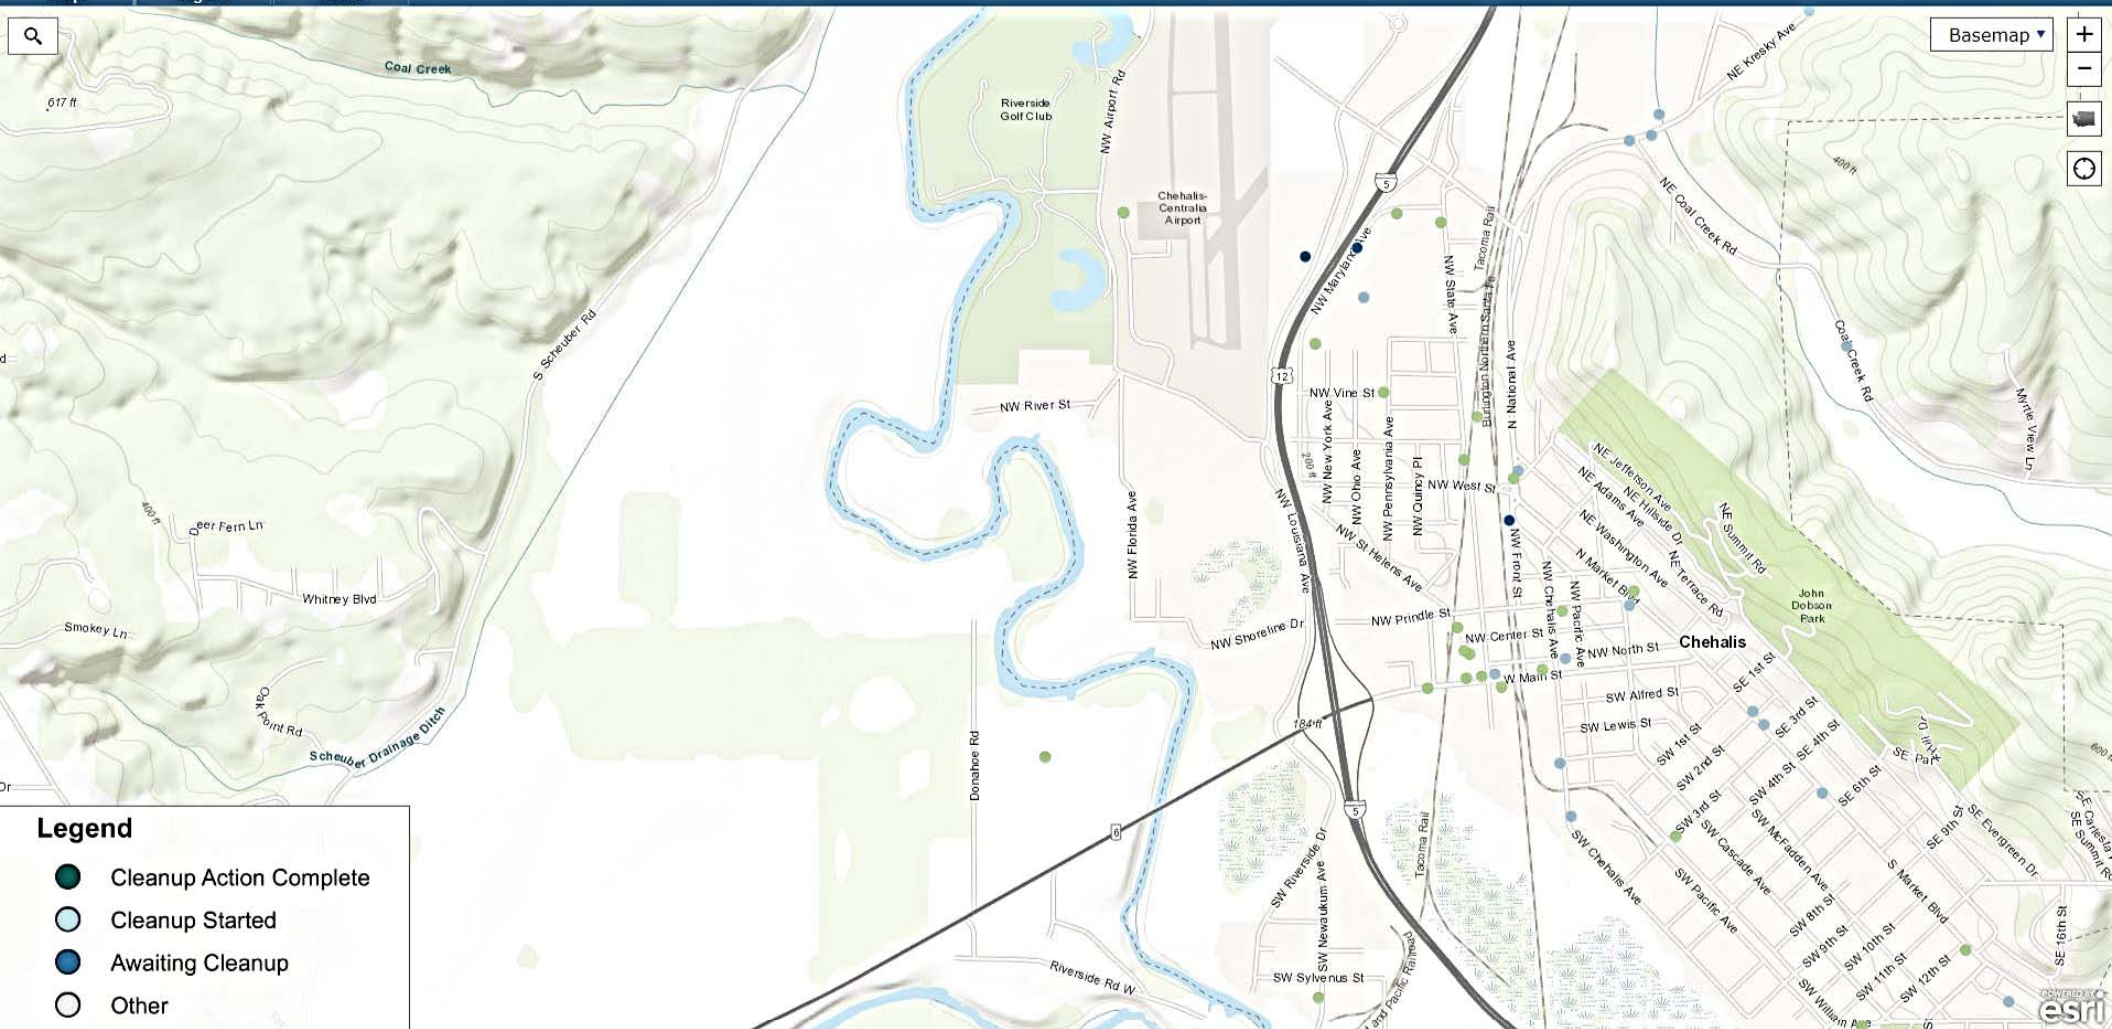 Basemap
+
−
Coal Creek
617 ft
Riverside
Golf Club
NW Airport Rd
NE Kresky Ave
400 ft
Chehalis-
Centralia
Airport
5
NE Coal Creek Rd
Tacoma Rail
NW Maryland Ave
NW State Ave
Burlington Northern Santa Fe
S Scheuber Rd
N National Ave
Coal Creek Rd
12
NW Vine St
NW River St
Myrtle View Ln
NW New York Ave
NW Ohio Ave
NW Pennsylvania Ave
NW Quincy Pl
200 ft
NW West St
NE Jefferson Ave
NE Adams Ave
NE Hillside Dr
NE Summit Rd
NE Washington Ave
NE Terrace Rd
N Market Blvd
400 ft
Deer Fern Ln
NW Florida Ave
NW Louisiana Ave
NW St Helens Ave
NW Front St
NW Chehalis Ave
NW Pacific Ave
Whitney Blvd
John
Dobson
Park
Smokey Ln
NW Shoreline Dr
NW Prindle St
NW Center St
NW North St
Chehalis
W Main St
SE 1st St
SW Alfred St
Oak Point Rd
Scheuber Drainage Ditch
184 ft
SW Lewis St
SW 1st St
SW 2nd St
SE 3rd St
SE 4th St
Donahoe Rd
SW 3rd St
SW 4th St
SE 6th St
6
5
Tacoma Rail
SW Riverside Dr
SW Newaukum Ave
SW Chehalis Ave
SW Cascade Ave
SW McFadden Ave
SW Pacific Ave
SW 8th St
SW 9th St
SW 10th St
SW 11th St
SW 12th St
S Market Blvd
SE 9th St
SE Evergreen Dr
SE 16th St
Riverside Rd W
SW Sylvenus St
Legend
Cleanup Action Complete
Cleanup Started
Awaiting Cleanup
Other
POWERED BY
esri